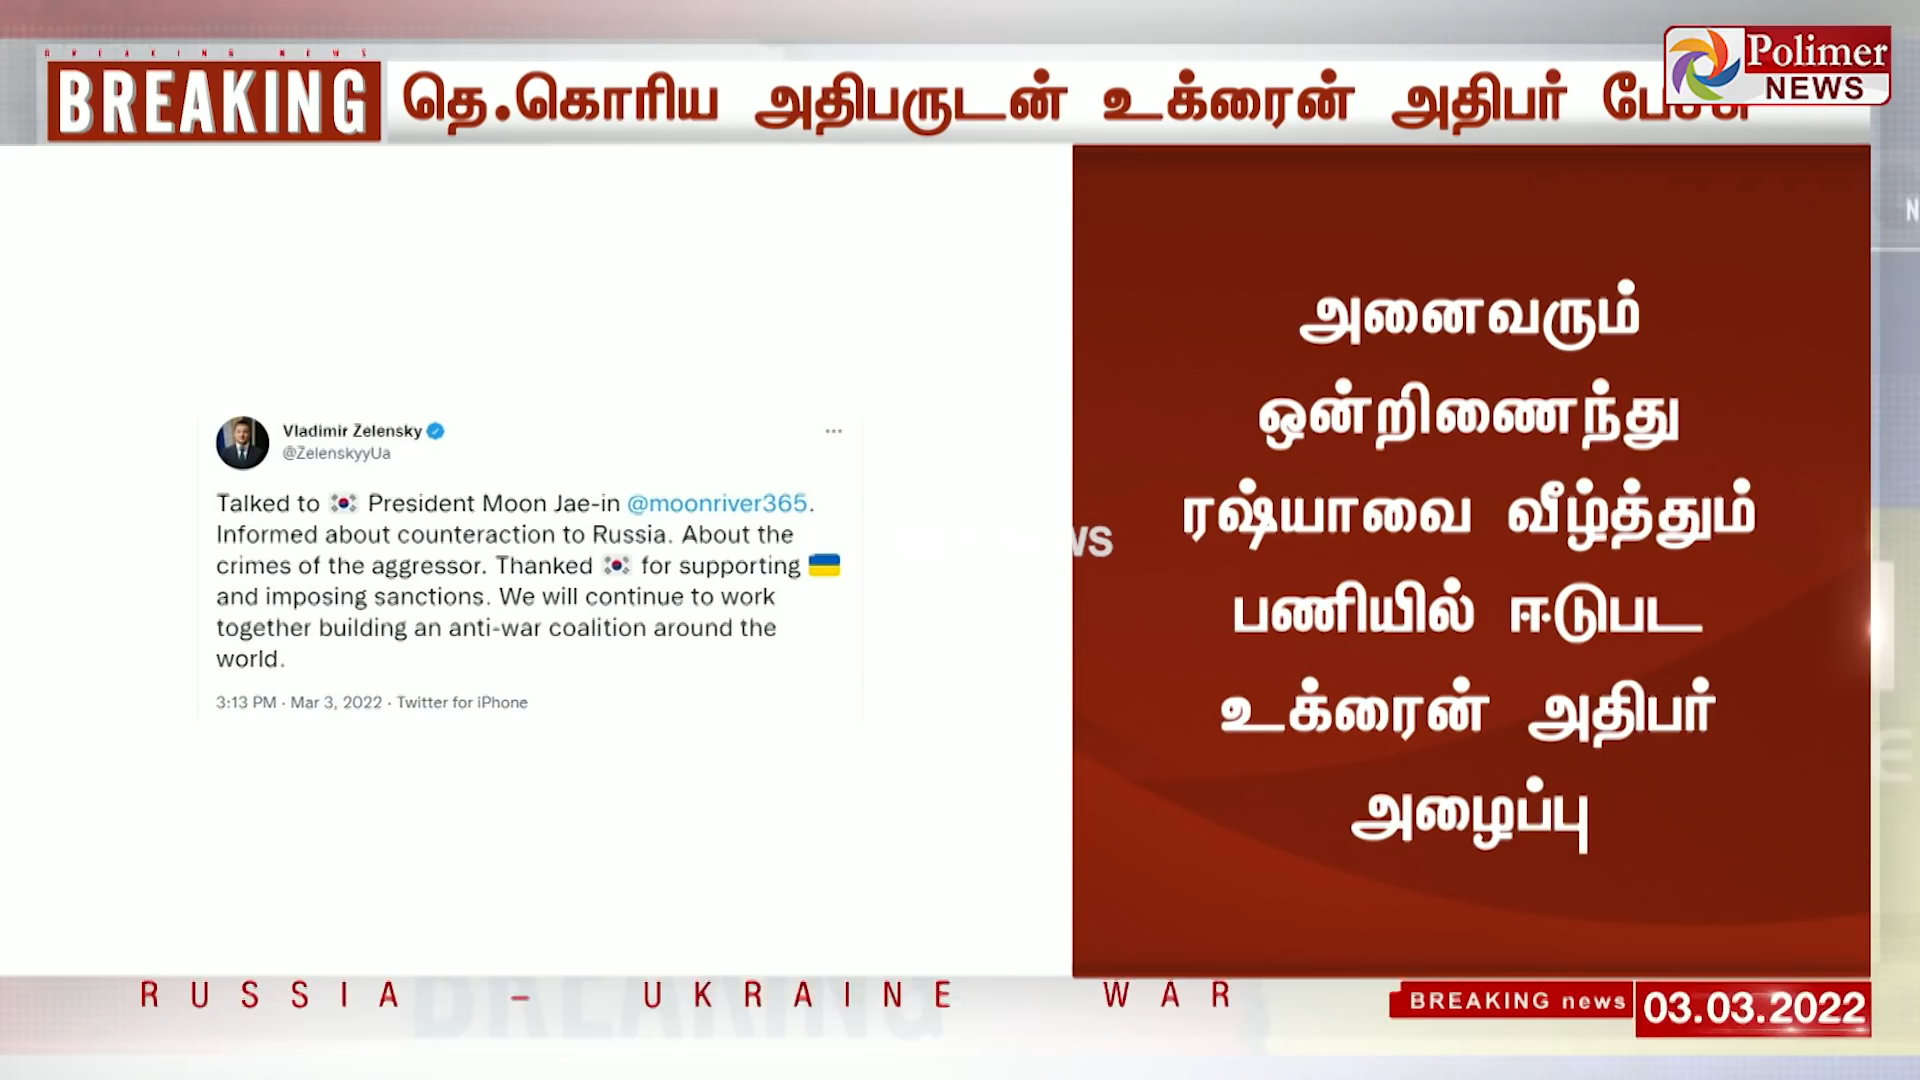 BREAKING NEWS
BREAKING
தெ.கொரிய அதிபருடன் உக்ரைன் அதிபர்
Polimer
NEWS
Vladimir Zelensky
@ZelenskyyUa
Talked to 🇰🇷 President Moon Jae-in @moonriver365.
Informed about counteraction to Russia. About the
crimes of the aggressor. Thanked 🇰🇷 for supporting 🇺🇦
and imposing sanctions. We will continue to work
together building an anti-war coalition around the
world.
3:13 PM · Mar 3, 2022 · Twitter for iPhone
அனைவரும்
ஒன்றிணைந்து
ரஷ்யாவை வீழ்த்தும்
பணியில் ஈடுபட
உக்ரைன் அதிபர்
அழைப்பு
RUSSIA - UKRAINE WAR
BREAKING news
03.03.2022